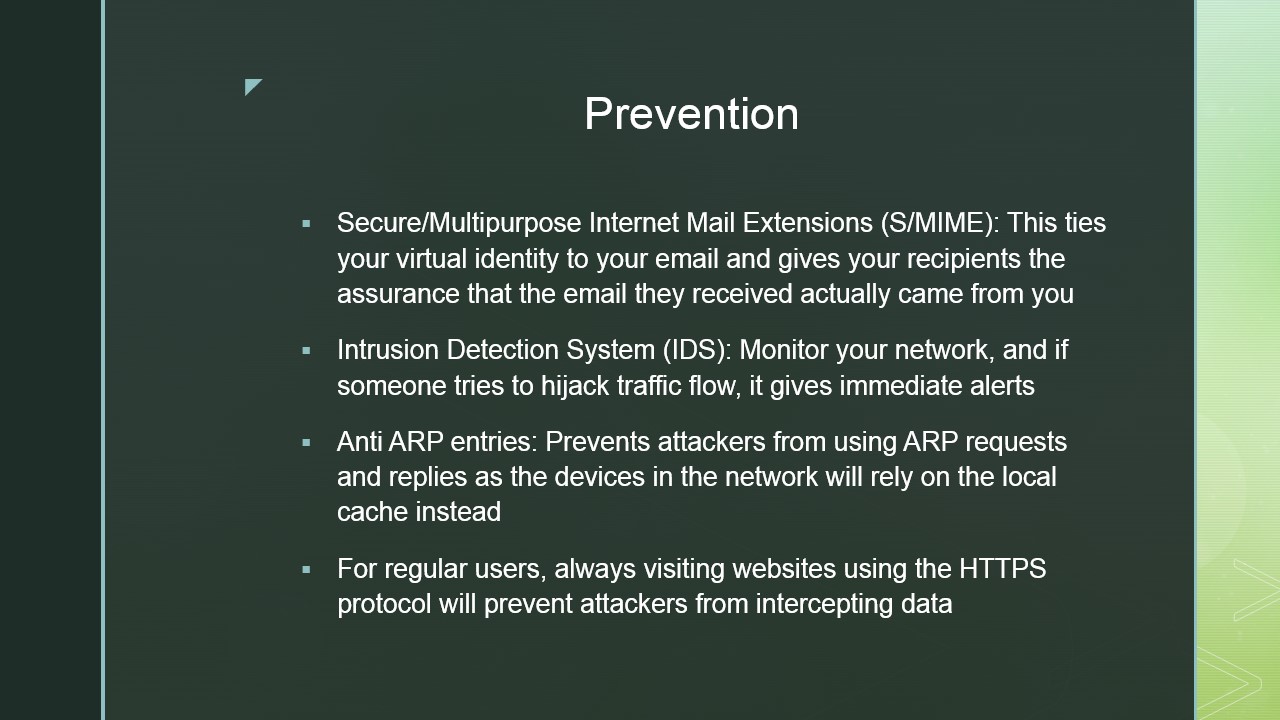 Prevention
Secure/Multipurpose Internet Mail Extensions (S/MIME): This ties
your virtual identity to your email and gives your recipients the
assurance that the email they received actually came from you
Intrusion Detection System (IDS): Monitor your network, and if
someone tries to hijack traffic flow, it gives immediate alerts
Anti ARP entries: Prevents attackers from using ARP requests
and replies as the devices in the network will rely on the local
cache instead
For regular users, always visiting websites using the HTTPS
protocol will prevent attackers from intercepting data